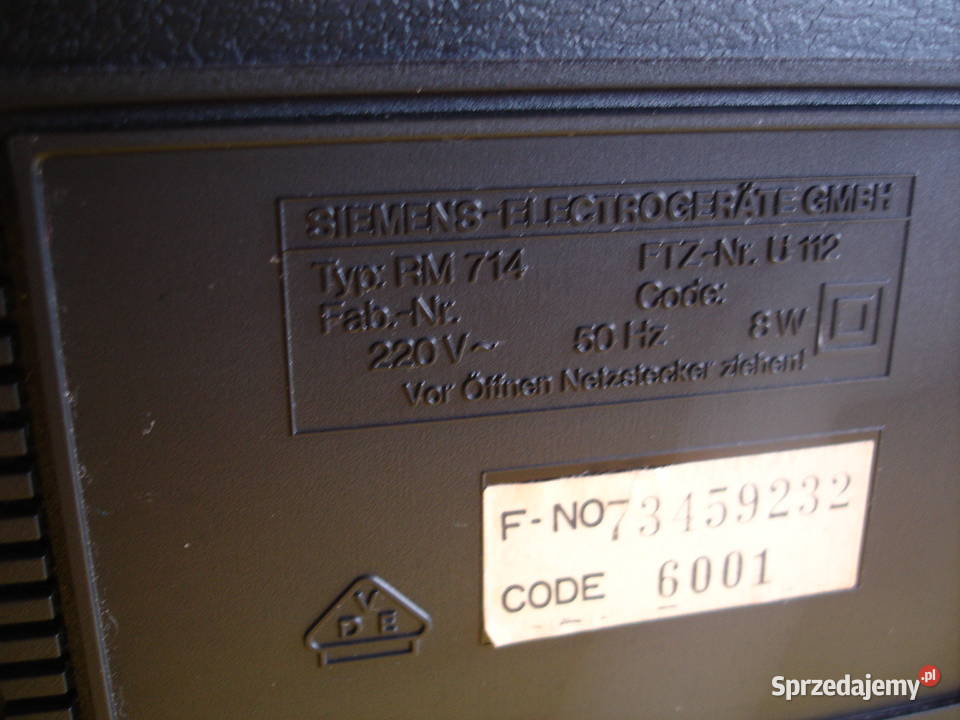 SIEMENS-ELECTROGERÄTE GMBH
Typ: RM 714 FTZ-Nr. U 112
Fab.-Nr. Code:
220 V~ 50 Hz 8 W
Vor Öffnen Netzstecker ziehen!
F-NO 73459232
CODE 6001
V
D E
Sprzedajemy.pl